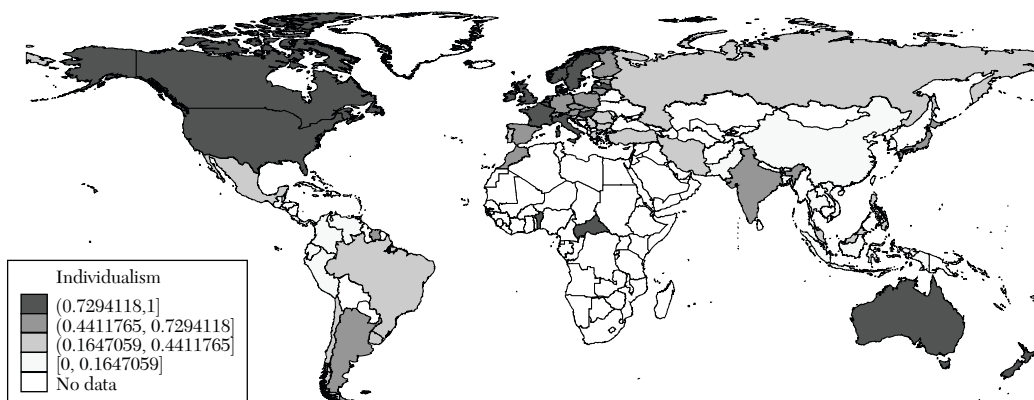 Individualism
(0.7294118,1]
(0.4411765, 0.7294118]
(0.1647059, 0.4411765]
[0, 0.1647059]
No data